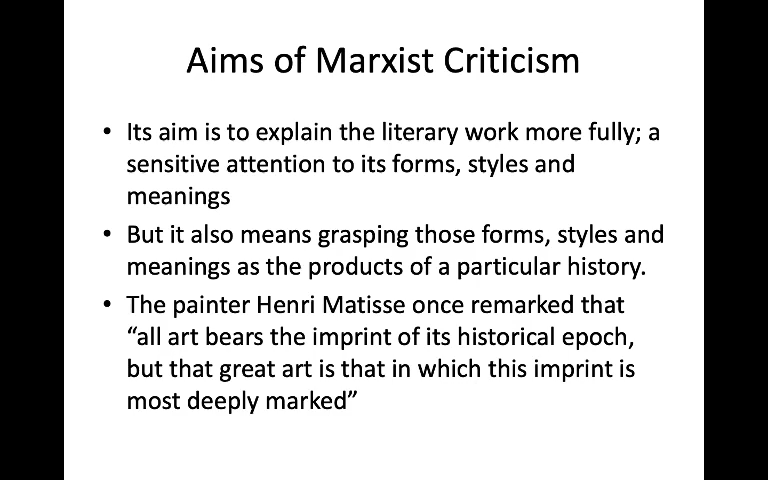 Aims of Marxist Criticism
• Its aim is to explain the literary work more fully; a
sensitive attention to its forms, styles and
meanings
• But it also means grasping those forms, styles and
meanings as the products of a particular history.
• The painter Henri Matisse once remarked that
“all art bears the imprint of its historical epoch,
but that great art is that in which this imprint is
most deeply marked”